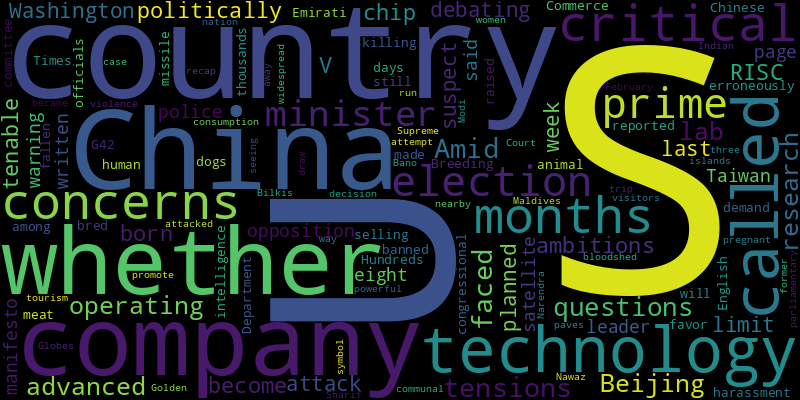 Washington politically Emirati chip debating Commerce Chinese
country critical
committee Times case officials missile thousands nation recap widespread away killing days still run
V said women raised suspect Indian page
RISC erroneously
prime
reported lab
China minister Amid week last three islands
tenable warning fallen written became violence police consumption G42 human dogs seeing
Supreme attempt made Court Modi Breeding animal Taiwan
called research
Bano draw election trip visitors
concerns Bilkis decision nearby Maldives demand pregnant
U S
months
among bred born attacked opposition way selling banned
whether Hundreds eight powerful
faced planned satellite ambitions bloodshed
intelligence Department congressional Narendra English former parliamentary
promote tourism meat operating questions will
manifesto company leader favor limit
Globes symbol technology paves
advanced Golden become attack Sharif communal tensions Nawaz Beijing harassment
February